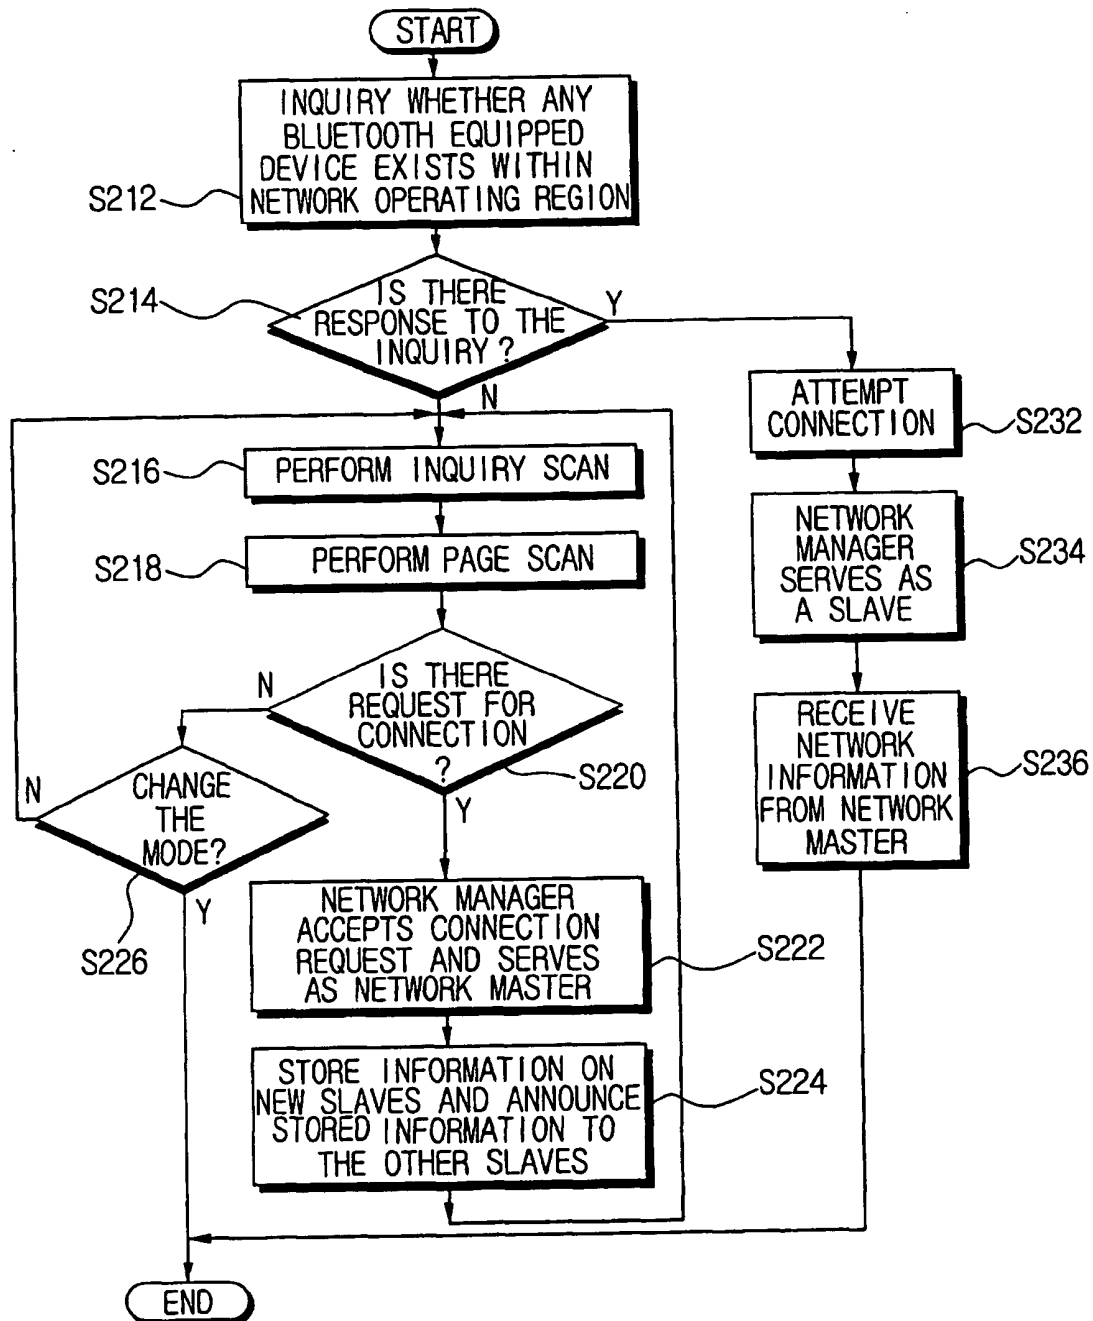 START
INQUIRY WHETHER ANY
BLUETOOTH EQUIPPED
DEVICE EXISTS WITHIN
NETWORK OPERATING REGION
S212
IS THERE
RESPONSE TO THE
INQUIRY?
S214
Y
N
ATTEMPT
CONNECTION
S232
PERFORM INQUIRY SCAN
S216
NETWORK
MANAGER
SERVES AS
A SLAVE
S234
PERFORM PAGE SCAN
S218
IS THERE
REQUEST FOR
CONNECTION
?
N
S220
Y
RECEIVE
NETWORK
INFORMATION
FROM NETWORK
MASTER
S236
CHANGE
THE
MODE?
N
Y
S226
NETWORK MANAGER
ACCEPTS CONNECTION
REQUEST AND SERVES
AS NETWORK MASTER
S222
STORE INFORMATION ON
NEW SLAVES AND ANNOUNCE
STORED INFORMATION TO
THE OTHER SLAVES
S224
END